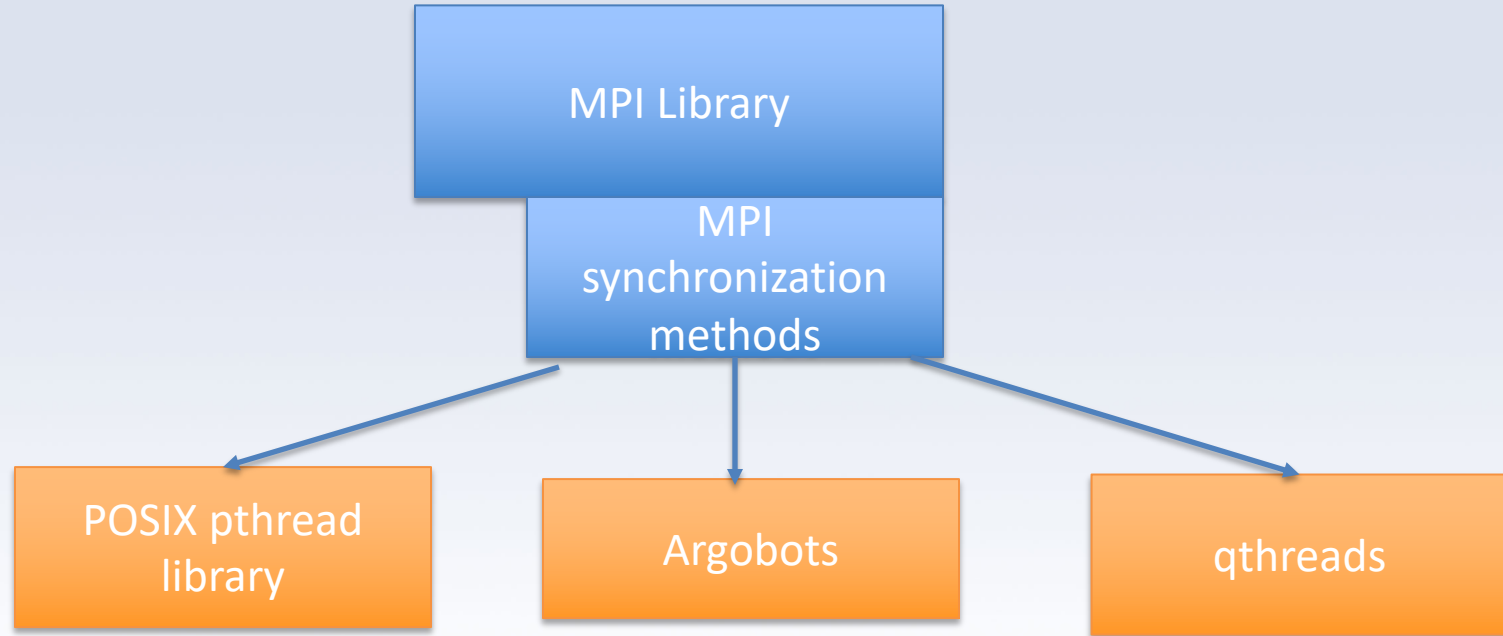 MPI Library
MPI
synchronization
methods
POSIX pthread
library
Argobots
qthreads